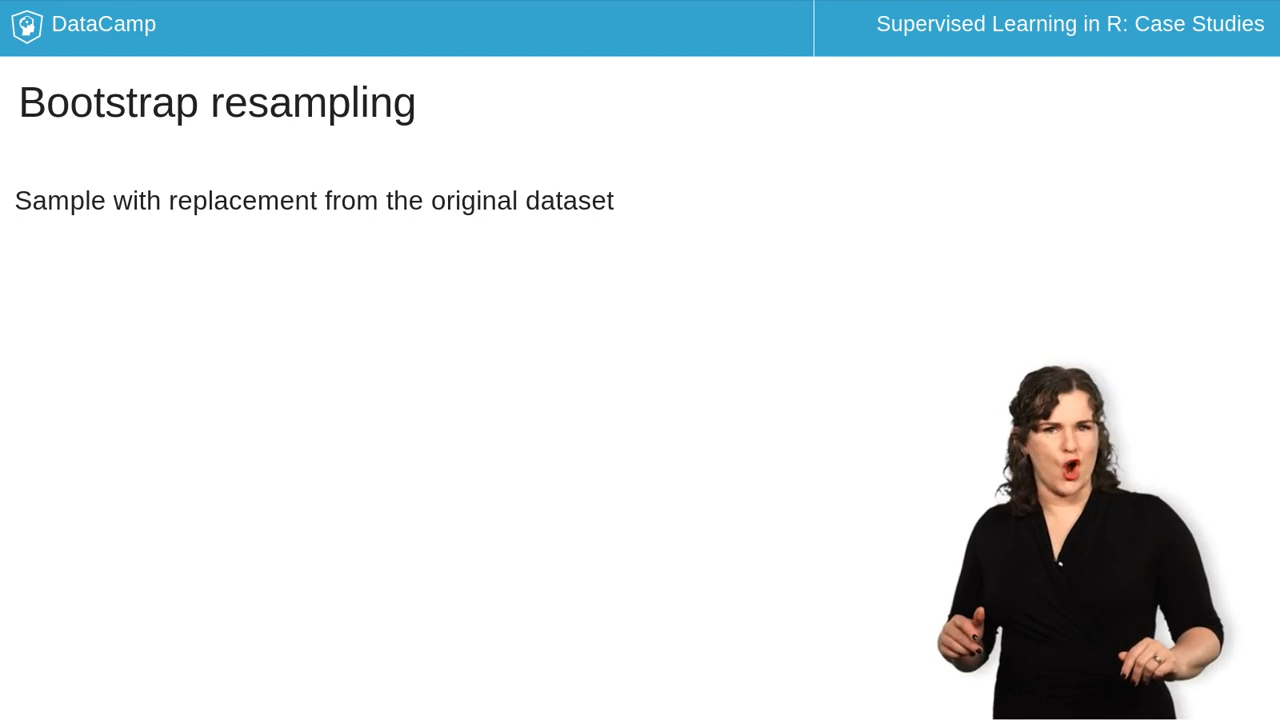 DataCamp
Supervised Learning in R: Case Studies
Bootstrap resampling
Sample with replacement from the original dataset